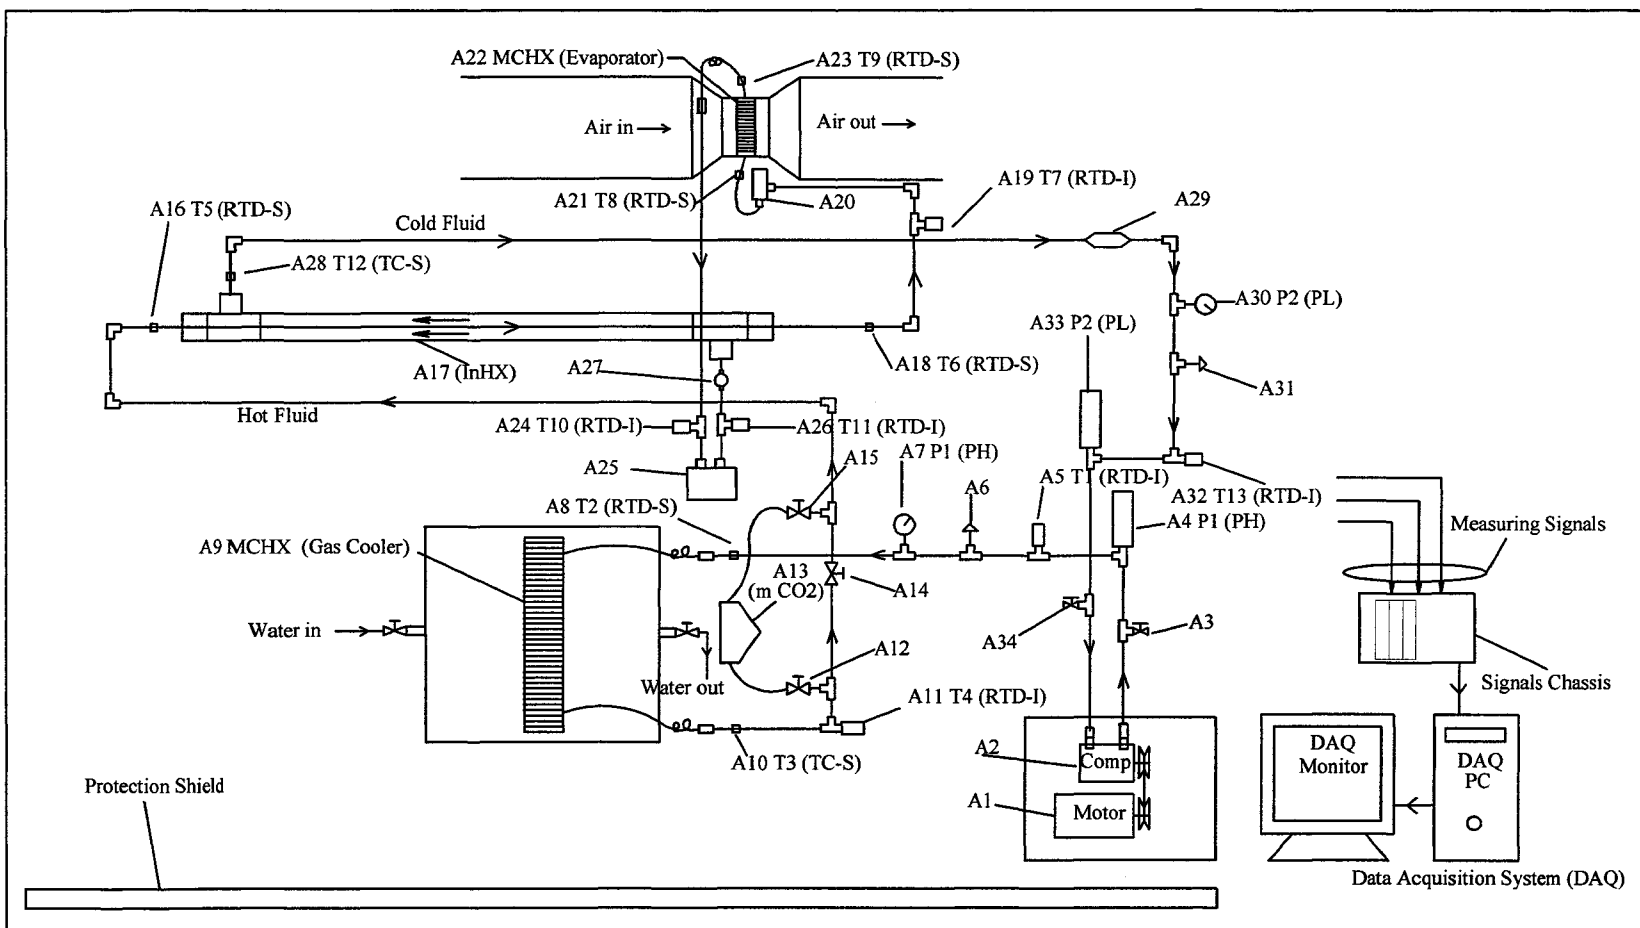 A22 MCHX (Evaporator)
A23 T9 (RTD-S)
Air in
Air out
A19 T7 (RTD-I)
A21 T8 (RTD-S)
A20
A29
A16 T5 (RTD-S)
Cold Fluid
A28 T12 (TC-S)
A30 P2 (PL)
A33 P2 (PL)
A17 (InHX)
A27
A18 T6 (RTD-S)
A31
Hot Fluid
A24 T10 (RTD-I)
A26 T11 (RTD-I)
A7 P1 (PH)
A15
A25
A5 T1 (RTD-I)
A6
A32 T13 (RTD-I)
A8 T2 (RTD-S)
A4 P1 (PH)
Measuring Signals
A9 MCHX (Gas Cooler)
A13
(m CO2)
A14
Water in
A34
A3
A12
Water out
Signals Chassis
A11 T4 (RTD-I)
A10 T3 (TC-S)
A2
Comp
DAQ
Monitor
DAQ
PC
Protection Shield
A1
Motor
Data Acquisition System (DAQ)